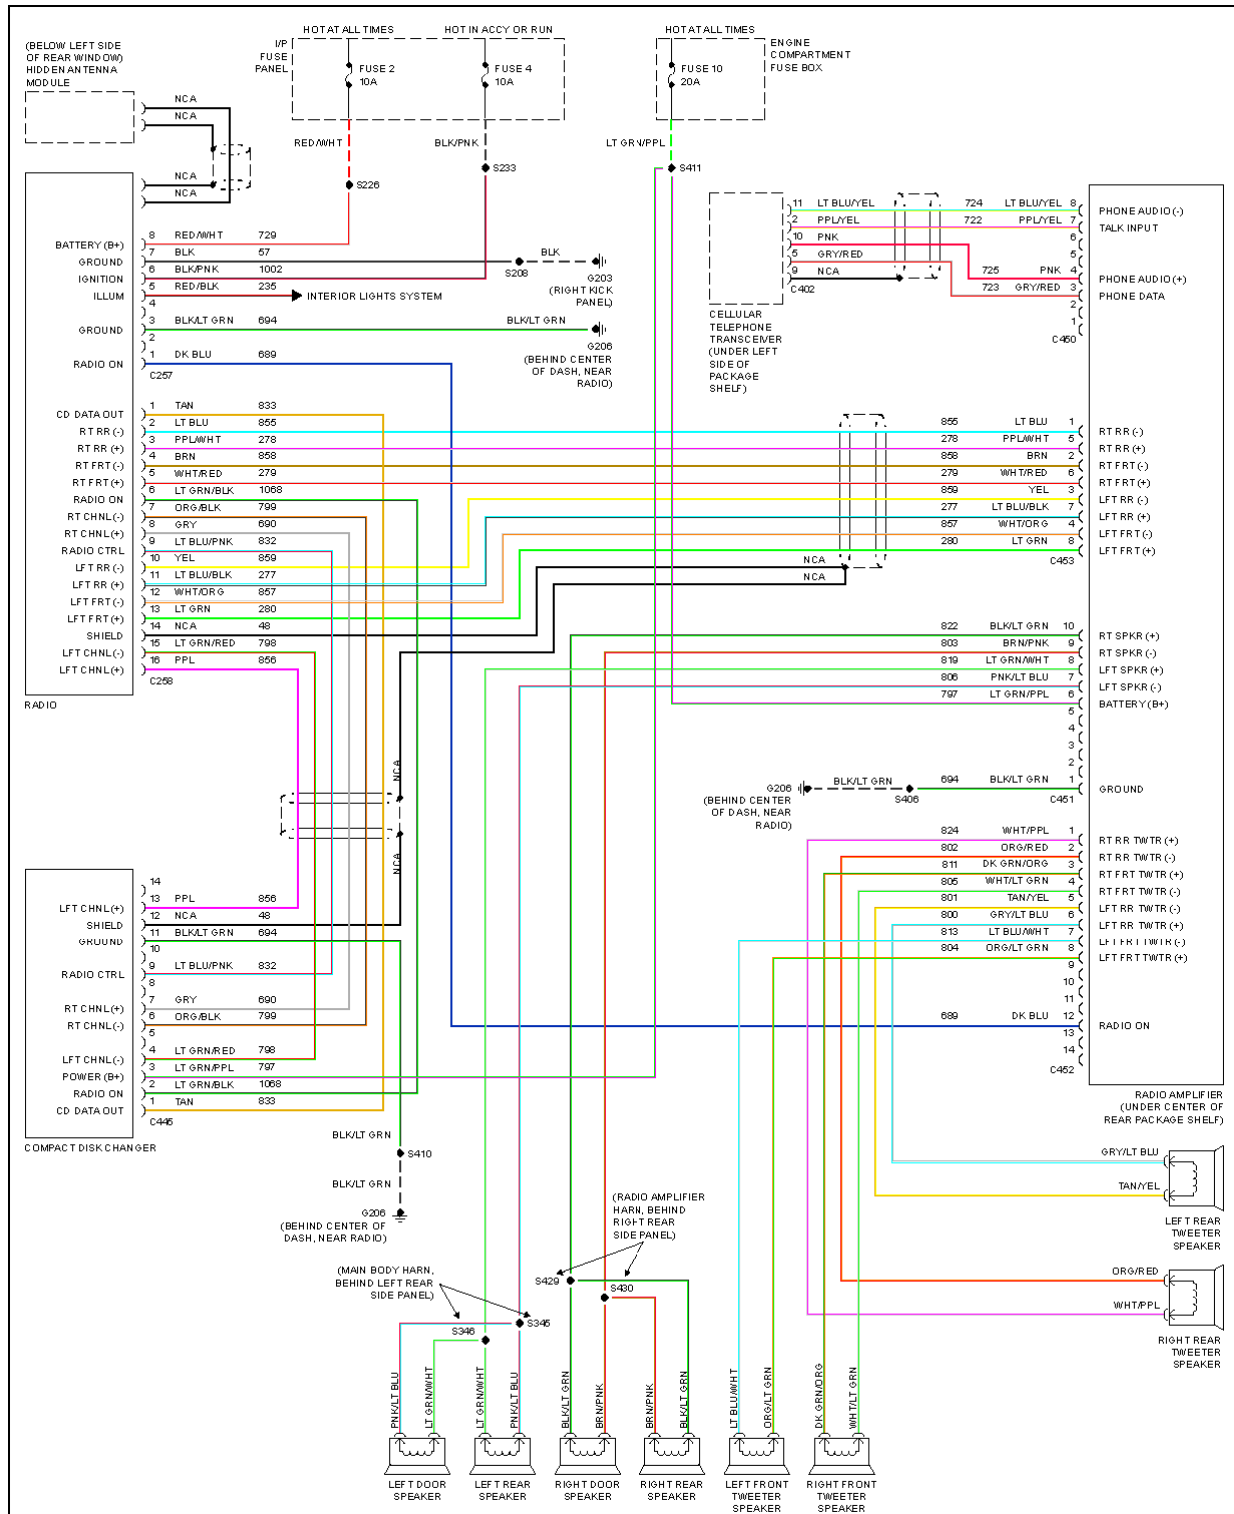 HOT AT ALL TIMES
HOT IN ACCY OR RUN
HOT AT ALL TIMES
(BELOW LEFT SIDE
OF REAR WINDOW)
HIDDEN ANTENNA
MODULE
I/P
FUSE
PANEL
FUSE 2
10A
FUSE 4
10A
FUSE 10
20A
ENGINE
COMPARTMENT
FUSE BOX
NCA
NCA
RED/WHT
BLK/PNK
LT GRN/PPL
S226
S233
S411
NCA
NCA
8 RED/WHT 729
BATTERY (B+)
7 BLK 57
GROUND
6 BLK/PNK 1002
IGNITION
5 RED/BLK 235
ILLUM
4
3 BLK/LT GRN 694
GROUND
2
1 DK BLU 689
RADIO ON
C257
INTERIOR LIGHTS SYSTEM
S208
BLK
G203
(RIGHT KICK
PANEL)
BLK/LT GRN
G206
(BEHIND CENTER
OF DASH, NEAR
RADIO)
11 LT BLU/YEL
2 PPL/YEL
10 PNK
5 GRY/RED
9 NCA
C402
CELLULAR
TELEPHONE
TRANSCEIVER
(UNDER LEFT
SIDE OF
PACKAGE
SHELF)
724 LT BLU/YEL 8
PHONE AUDIO (-)
722 PPL/YEL 7
TALK INPUT
6
5
725 PNK 4
PHONE AUDIO (+)
723 GRY/RED 3
PHONE DATA
2
1
C450
1 TAN 833
CD DATA OUT
2 LT BLU 855
RT RR (-)
3 PPL/WHT 278
RT RR (+)
4 BRN 858
RT FRT (-)
5 WHT/RED 279
RT FRT (+)
6 LT GRN/BLK 1068
RADIO ON
7 ORG/BLK 799
RT CHNL (-)
8 GRY 690
RT CHNL (+)
9 LT BLU/PNK 832
RADIO CTRL
10 YEL 859
LFT RR (-)
11 LT BLU/BLK 277
LFT RR (+)
12 WHT/ORG 857
LFT FRT (-)
13 LT GRN 280
LFT FRT (+)
14 NCA 48
SHIELD
15 LT GRN/RED 798
LFT CHNL (-)
16 PPL 856
LFT CHNL (+)
C258
RADIO
855 LT BLU 1
RT RR (-)
278 PPL/WHT 5
RT RR (+)
858 BRN 2
RT FRT (-)
279 WHT/RED 6
RT FRT (+)
859 YEL 3
LFT RR (-)
277 LT BLU/BLK 7
LFT RR (+)
857 WHT/ORG 4
LFT FRT (-)
280 LT GRN 8
LFT FRT (+)
C453
NCA
NCA
822 BLK/LT GRN 10
RT SPKR (+)
803 BRN/PNK 9
RT SPKR (-)
819 LT GRN/WHT 8
LFT SPKR (+)
806 PNK/LT BLU 7
LFT SPKR (-)
797 LT GRN/PPL 6
BATTERY (B+)
5
4
3
2
694 BLK/LT GRN 1
GROUND
C451
G206
(BEHIND CENTER
OF DASH, NEAR
RADIO)
BLK/LT GRN
S406
NCA
NCA
824 WHT/PPL 1
RT RR TWTR (+)
802 ORG/RED 2
RT RR TWTR (-)
811 DK GRN/ORG 3
RT FRT TWTR (+)
805 WHT/LT GRN 4
RT FRT TWTR (-)
801 TAN/YEL 5
LFT RR TWTR (-)
800 GRY/LT BLU 6
LFT RR TWTR (+)
813 LT BLU/WHT 7
LFT FRT TWTR (-)
804 ORG/LT GRN 8
LFT FRT TWTR (+)
9
10
11
689 DK BLU 12
RADIO ON
13
14
C452
RADIO AMPLIFIER
(UNDER CENTER OF
REAR PACKAGE SHELF)
14
13 PPL 856
LFT CHNL (+)
12 NCA 48
SHIELD
11 BLK/LT GRN 694
GROUND
10
9 LT BLU/PNK 832
RADIO CTRL
8
7 GRY 690
RT CHNL (+)
6 ORG/BLK 799
RT CHNL (-)
5
4 LT GRN/RED 798
LFT CHNL (-)
3 LT GRN/PPL 797
POWER (B+)
2 LT GRN/BLK 1068
RADIO ON
1 TAN 833
CD DATA OUT
C446
COMPACT DISK CHANGER
BLK/LT GRN
S410
BLK/LT GRN
G206
(BEHIND CENTER OF
DASH, NEAR RADIO)
(RADIO AMPLIFIER
HARN, BEHIND
RIGHT REAR
SIDE PANEL)
(MAIN BODY HARN,
BEHIND LEFT REAR
SIDE PANEL)
S429
S430
S345
S346
GRY/LT BLU
TAN/YEL
LEFT REAR
TWEETER
SPEAKER
ORG/RED
WHT/PPL
RIGHT REAR
TWEETER
SPEAKER
PNK/LT BLU
LT GRN/WHT
LT GRN/WHT
PNK/LT BLU
BLK/LT GRN
BRN/PNK
BRN/PNK
BLK/LT GRN
LT BLU/WHT
ORG/LT GRN
DK GRN/ORG
WHT/LT GRN
LEFT DOOR
SPEAKER
LEFT REAR
SPEAKER
RIGHT DOOR
SPEAKER
RIGHT REAR
SPEAKER
LEFT FRONT
TWEETER
SPEAKER
RIGHT FRONT
TWEETER
SPEAKER